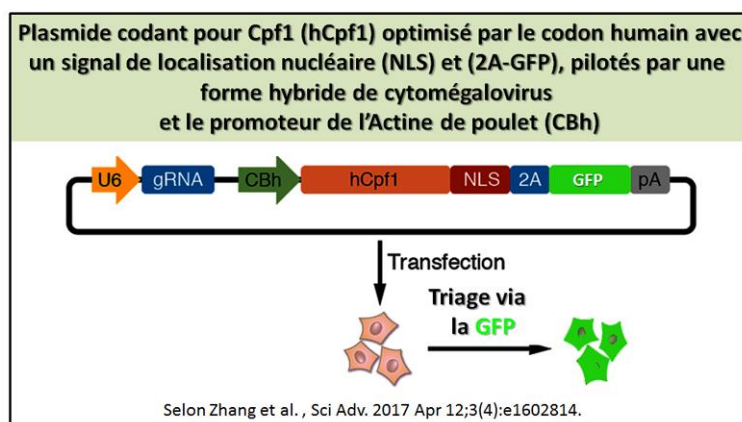 Plasmide codant pour Cpf1 (hCpf1) optimisé par le codon humain avec
un signal de localisation nucléaire (NLS) et (2A-GFP), pilotés par une
forme hybride de cytomégalovirus
et le promoteur de l'Actine de poulet (CBh)
U6 gRNA CBh hCpf1 NLS 2A GFP pA
Transfection
Triage via
la GFP
Selon Zhang et al. , Sci Adv. 2017 Apr 12;3(4):e1602814.